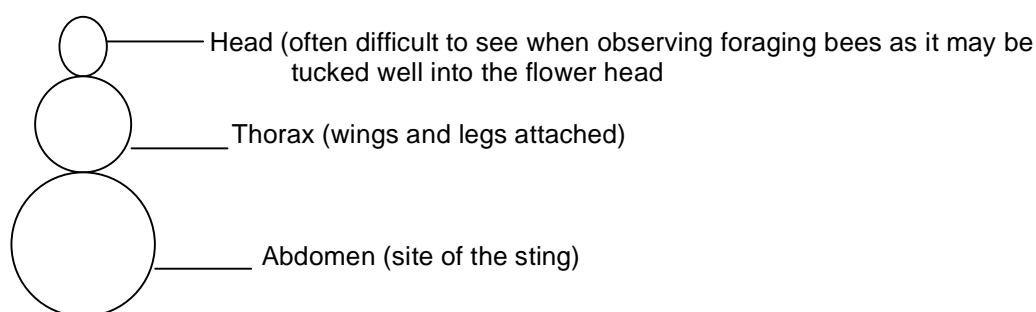 Head (often difficult to see when observing foraging bees as it may be
tucked well into the flower head
Thorax (wings and legs attached)
Abdomen (site of the sting)